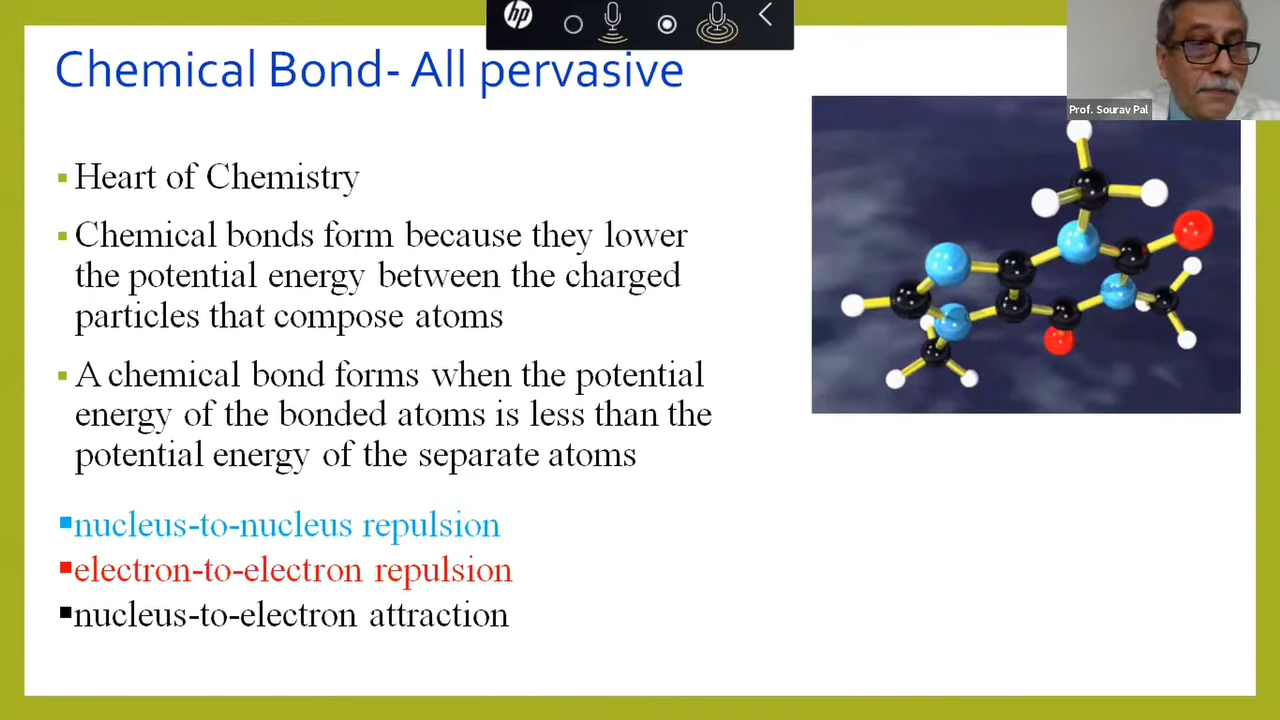 hp
Chemical Bond- All pervasive
Prof. Sourav Pal
▪ Heart of Chemistry
▪ Chemical bonds form because they lower
the potential energy between the charged
particles that compose atoms
▪ A chemical bond forms when the potential
energy of the bonded atoms is less than the
potential energy of the separate atoms
▪nucleus-to-nucleus repulsion
▪electron-to-electron repulsion
▪nucleus-to-electron attraction